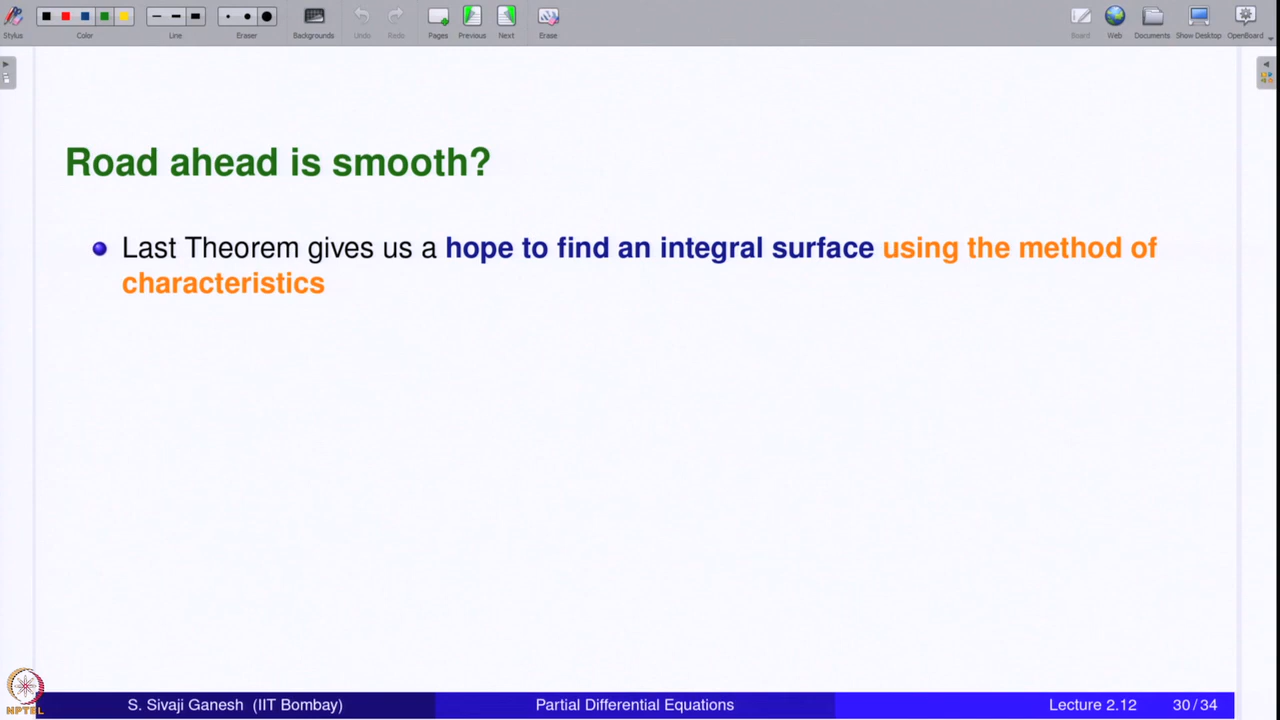 Stylus Color Line Eraser Backgrounds Undo Redo Pages Previous Next Erase Board Web Documents Show Desktop OpenBoard
Road ahead is smooth?
Last Theorem gives us a hope to find an integral surface using the method of
characteristics
NPTEL
S. Sivaji Ganesh (IIT Bombay) Partial Differential Equations Lecture 2.12 30/34